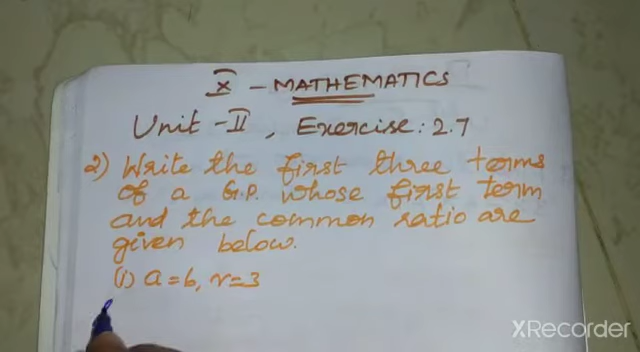 X - MATHEMATICS
Unit - II, Exercise: 2.7
2) Write the first three terms
of a G.P. whose first term
and the common ratio are
given below.
(i) a = 6, r = 3
XRecorder